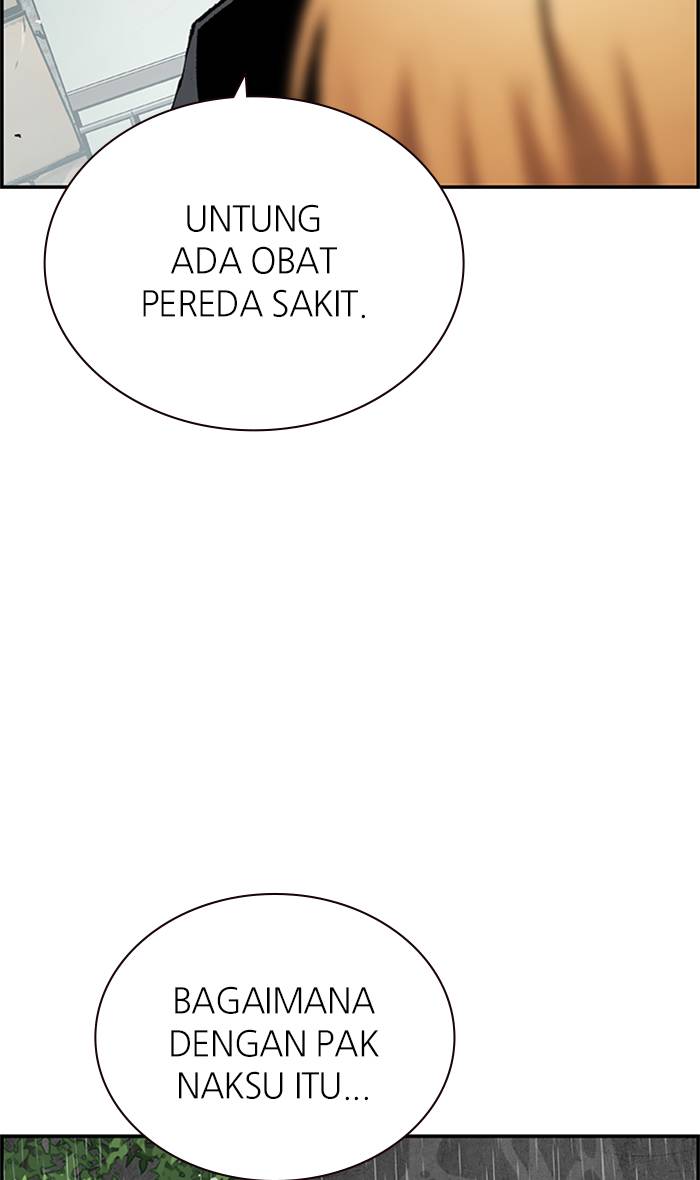 UNTUNG
ADA OBAT
PEREDA SAKIT.
BAGAIMANA
DENGAN PAK
NAKSU ITU...